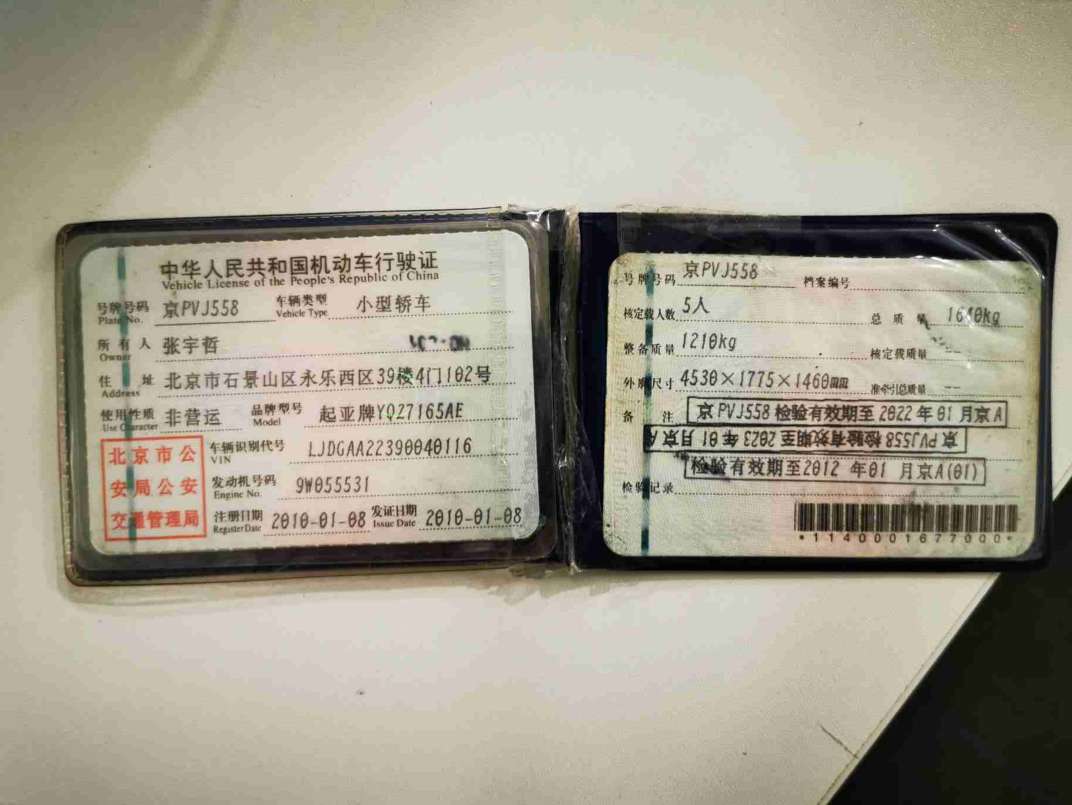 中华人民共和国机动车行驶证
Vehicle License of the People's Republic of China
号牌号码 京PVJ558 车辆类型 小型轿车
Plate No. Vehicle Type
所有人 张宇哲
Owner
住址 北京市石景山区永乐西区39楼4门102号
Address
使用性质 非营运 品牌型号 起亚牌YQZ7165AE
Use Character Model
北京市公
安局公安
交通管理局
车辆识别代号 LJDGAA22390040116
VIN
发动机号码 9W055531
Engine No.
注册日期 2010-01-08 发证日期 2010-01-08
Register Date Issue Date
号牌号码 京PVJ558 档案编号
核定载人数 5人 总质量 1640kg
整备质量 1210kg 核定载质量 --
外廓尺寸 4530×1775×1460mm 准牵引总质量 --
备注 京PVJ558 检验有效期至 2022 年 01 月京A
京PVJ558 检验有效期至 2023 年 01 月京A
检验有效期至2012 年01 月京A(01)
检验记录
*1140001677000*